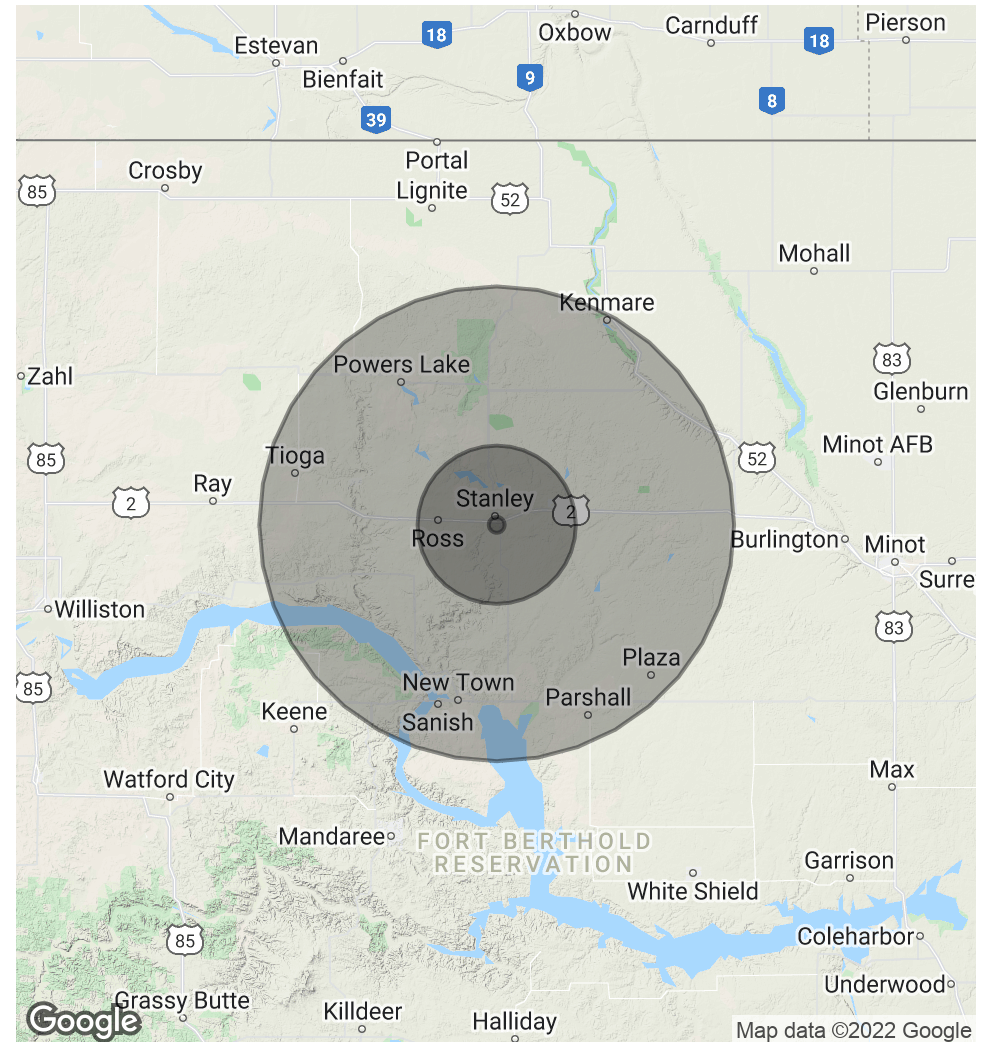 Oxbow
Carnduff
Pierson
18
18
Estevan
Bienfait
9
8
39
Portal
Crosby
Lignite
85
52
Mohall
Kenmare
83
Powers Lake
Zahl
Glenburn
Minot AFB
Tioga
85
52
Ray
Stanley
2
2
Ross
Burlington
Minot
Surre
Williston
83
Plaza
85
New Town
Parshall
Keene
Sanish
Watford City
Max
Mandaree
FORT BERTHOLD
RESERVATION
Garrison
White Shield
85
Coleharbor
Underwood
Grassy Butte
Killdeer
Halliday
Google
Map data ©2022 Google